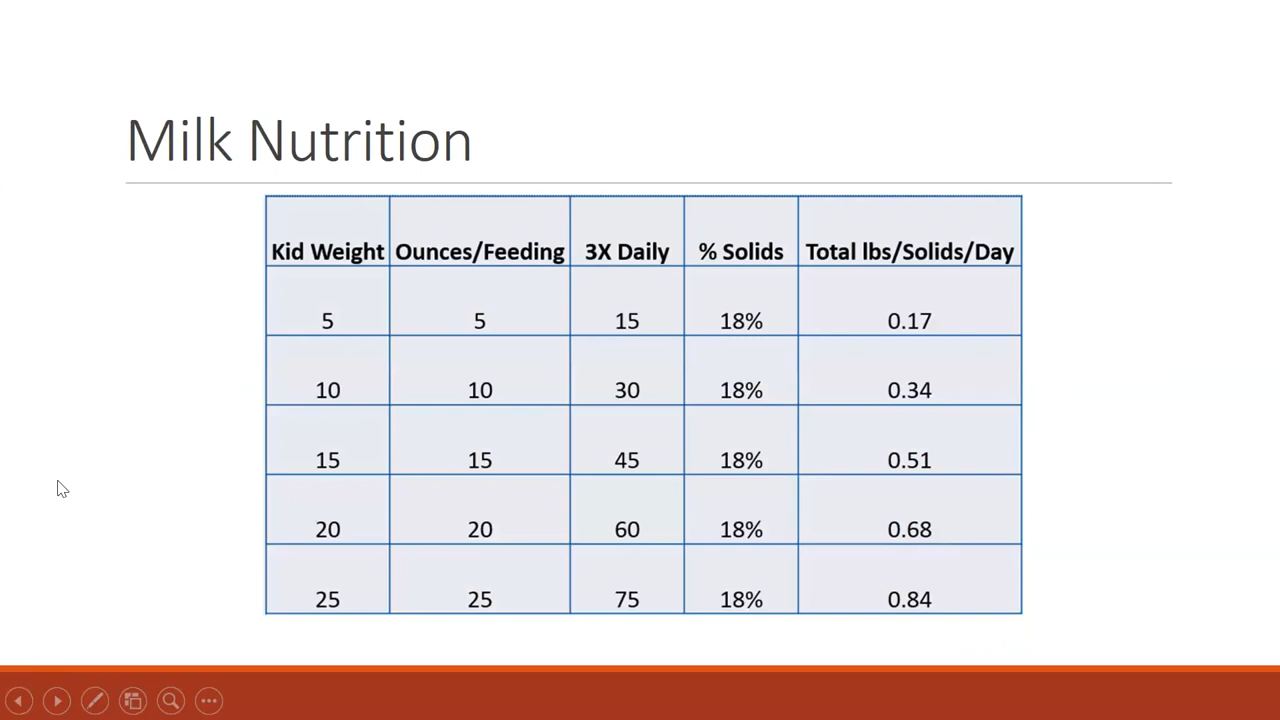 Milk Nutrition
Kid Weight Ounces/Feeding 3X Daily % Solids Total lbs/Solids/Day
5 5 15 18% 0.17
10 10 30 18% 0.34
15 15 45 18% 0.51
20 20 60 18% 0.68
25 25 75 18% 0.84